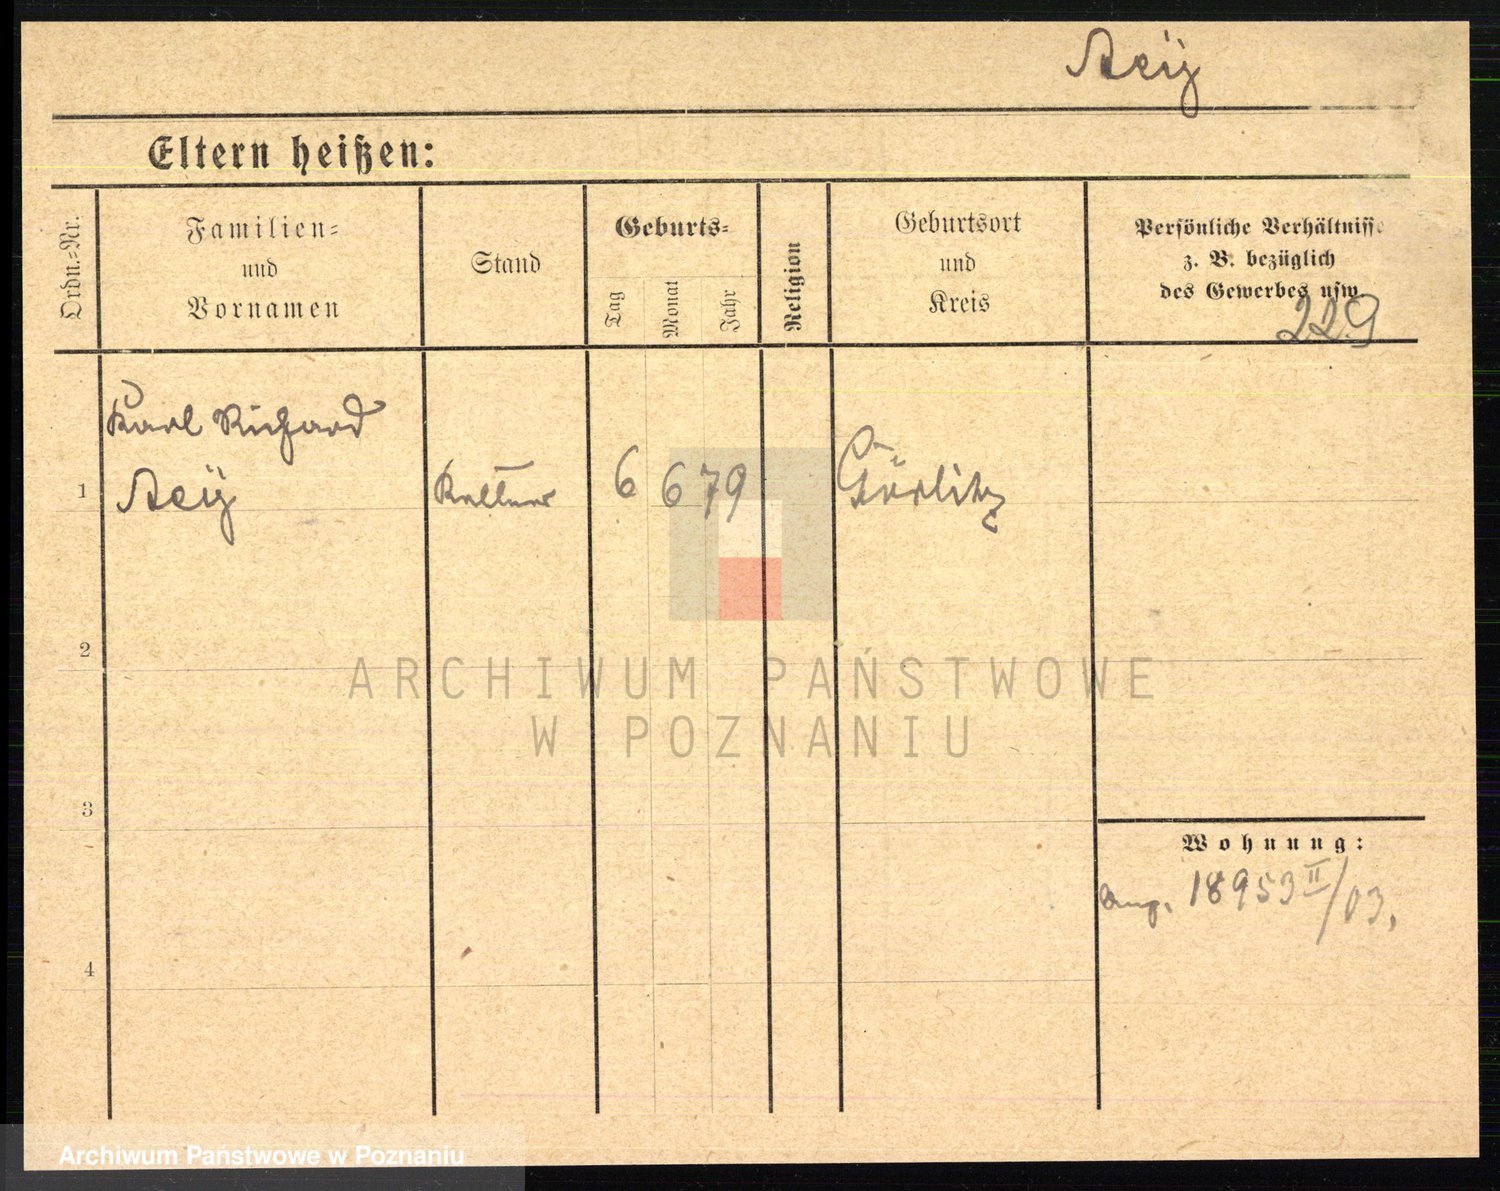 Eltern heißen:
Ordn.-Nr.
Familien-
und
Vornamen
Stand
Geburts-
Tag
Monat
Jahr
Religion
Geburtsort
und
Kreis
Persönliche Verhältnisse
z. B. bezüglich
des Gewerbes usw.
229
Karl Richard
1 Kellner 6 6 79 Görlitz
2
ARCHIWUM PAŃSTWOWE
W POZNANIU
3
Wohnung:
18953 II/03.
4
Archiwum Państwowe w Poznaniu